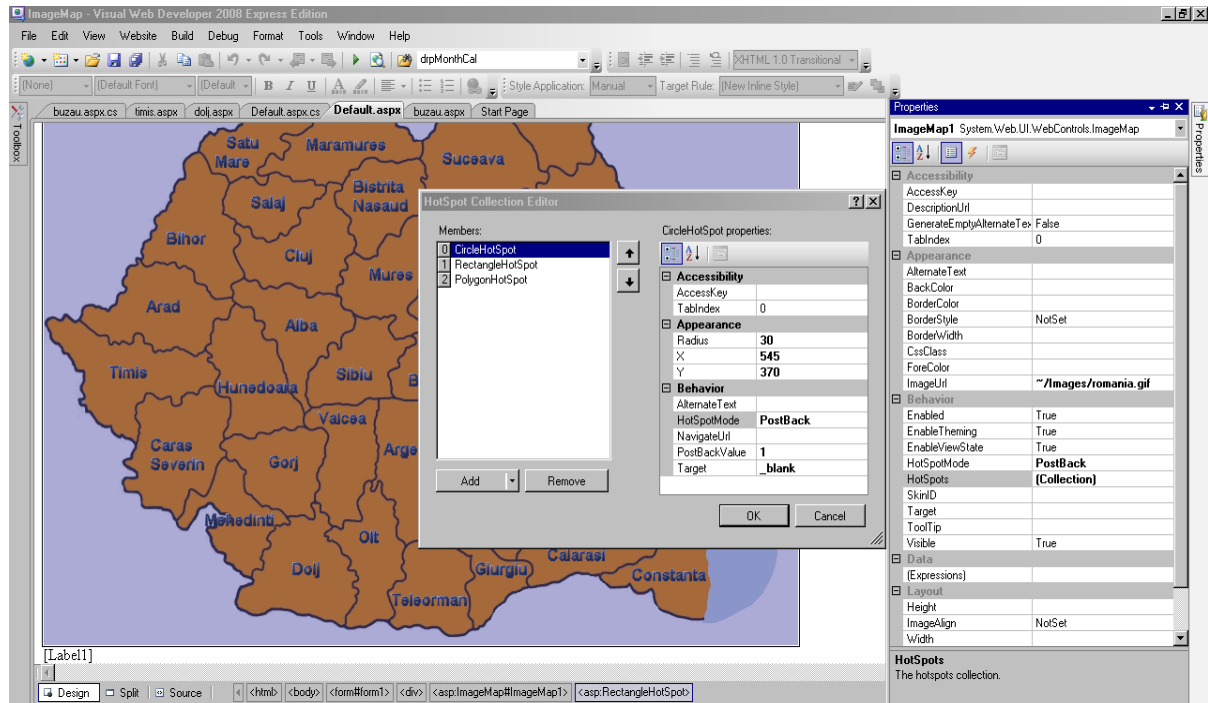 ImageMap - Visual Web Developer 2008 Express Edition
File Edit View Website Build Debug Format Tools Window Help
drpMonthCal XHTML 1.0 Transitional
(None) (Default Font) (Default B I U A Style Application: Manual Target Rule: (New Inline Style)
Toolbox
buzau.aspx.cs timis.aspx dolj.aspx Default.aspx.cs Default.aspx buzau.aspx Start Page
Satu
Mare
Maramures
Suceava
Bistrita
Nasaud
Salaj
Bihor
Cluj
Mures
Arad
Alba
Timis
Hunedoara
Sibiu
B
Valcea
Caras
Severin
Gorj
Arge
Mehedinti
Olt
Dolj
Teleorman
Giurgiu
Calarasi
Constanta
[Label1]
Design Split Source <html> <body> <form#form1> <div> <asp:ImageMap#ImageMap1> <asp:RectangleHotSpot>
HotSpot Collection Editor
Members:
0 CircleHotSpot
1 RectangleHotSpot
2 PolygonHotSpot
Add Remove
CircleHotSpot properties:
Accessibility
AccessKey
TabIndex 0
Appearance
Radius 30
X 545
Y 370
Behavior
AlternateText
HotSpotMode PostBack
NavigateUrl
PostBackValue 1
Target _blank
OK Cancel
Properties
ImageMap1 System.Web.UI.WebControls.ImageMap
Accessibility
AccessKey
DescriptionUrl
GenerateEmptyAlternateTex False
TabIndex 0
Appearance
AlternateText
BackColor
BorderColor
BorderStyle NotSet
BorderWidth
CssClass
ForeColor
ImageUrl ~/Images/romania.gif
Behavior
Enabled True
EnableTheming True
EnableViewState True
HotSpotMode PostBack
HotSpots (Collection)
SkinID
Target
ToolTip
Visible True
Data
(Expressions)
Layout
Height
ImageAlign NotSet
Width
HotSpots
The hotspots collection.
Properties